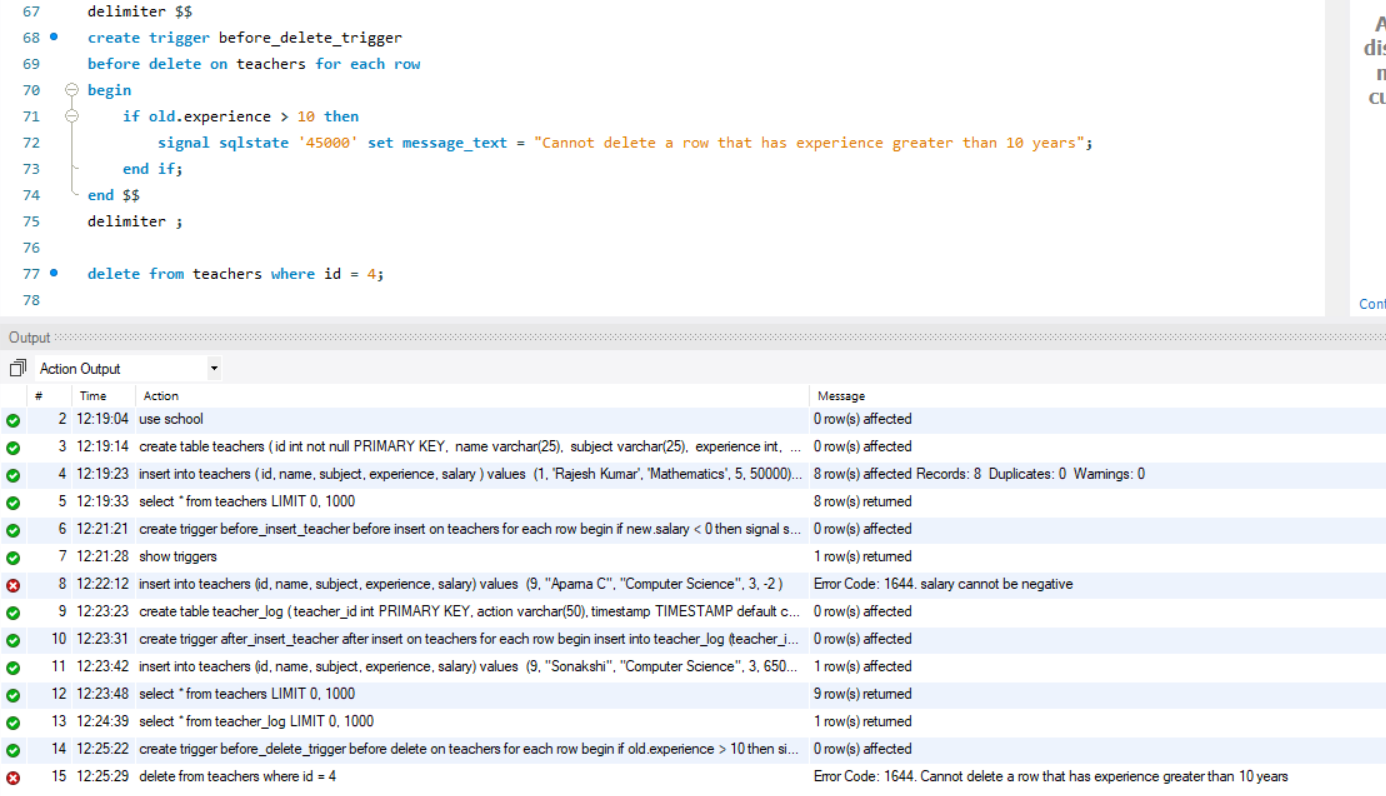 67 delimiter $$
68 create trigger before_delete_trigger
69 before delete on teachers for each row
70 begin
71 if old.experience > 10 then
72 signal sqlstate '45000' set message_text = "Cannot delete a row that has experience greater than 10 years";
73 end if;
74 end $$
75 delimiter ;
76
77 delete from teachers where id = 4;
78
Output
Action Output
# Time Action Message
2 12:19:04 use school 0 row(s) affected
3 12:19:14 create table teachers ( id int not null PRIMARY KEY, name varchar(25), subject varchar(25), experience int, ... 0 row(s) affected
4 12:19:23 insert into teachers ( id, name, subject, experience, salary ) values (1, 'Rajesh Kumar', 'Mathematics', 5, 50000)... 8 row(s) affected Records: 8 Duplicates: 0 Warnings: 0
5 12:19:33 select * from teachers LIMIT 0, 1000 8 row(s) returned
6 12:21:21 create trigger before_insert_teacher before insert on teachers for each row begin if new.salary < 0 then signal s... 0 row(s) affected
7 12:21:28 show triggers 1 row(s) returned
8 12:22:12 insert into teachers (id, name, subject, experience, salary) values (9, "Aparna C", "Computer Science", 3, -2 ) Error Code: 1644. salary cannot be negative
9 12:23:23 create table teacher_log ( teacher_id int PRIMARY KEY, action varchar(50), timestamp TIMESTAMP default c... 0 row(s) affected
10 12:23:31 create trigger after_insert_teacher after insert on teachers for each row begin insert into teacher_log (teacher_i... 0 row(s) affected
11 12:23:42 insert into teachers (id, name, subject, experience, salary) values (9, "Sonakshi", "Computer Science", 3, 650... 1 row(s) affected
12 12:23:48 select * from teachers LIMIT 0, 1000 9 row(s) returned
13 12:24:39 select * from teacher_log LIMIT 0, 1000 1 row(s) returned
14 12:25:22 create trigger before_delete_trigger before delete on teachers for each row begin if old.experience > 10 then si... 0 row(s) affected
15 12:25:29 delete from teachers where id = 4 Error Code: 1644. Cannot delete a row that has experience greater than 10 years